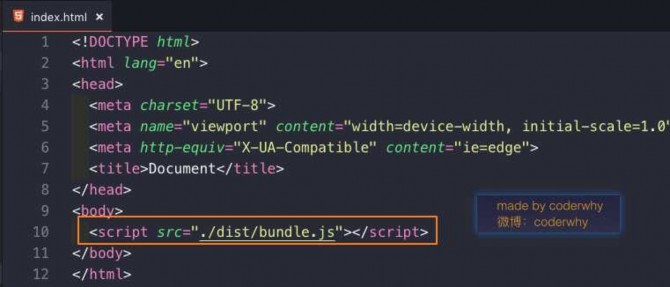 index.html ×
1 <!DOCTYPE html>
2 <html lang="en">
3 <head>
4 <meta charset="UTF-8">
5 <meta name="viewport" content="width=device-width, initial-scale=1.0"
6 <meta http-equiv="X-UA-Compatible" content="ie=edge">
7 <title>Document</title>
8 </head>
9 <body>
made by coderwhy
微博：coderwhy
10 <script src="./dist/bundle.js"></script>
11 </body>
12 </html>